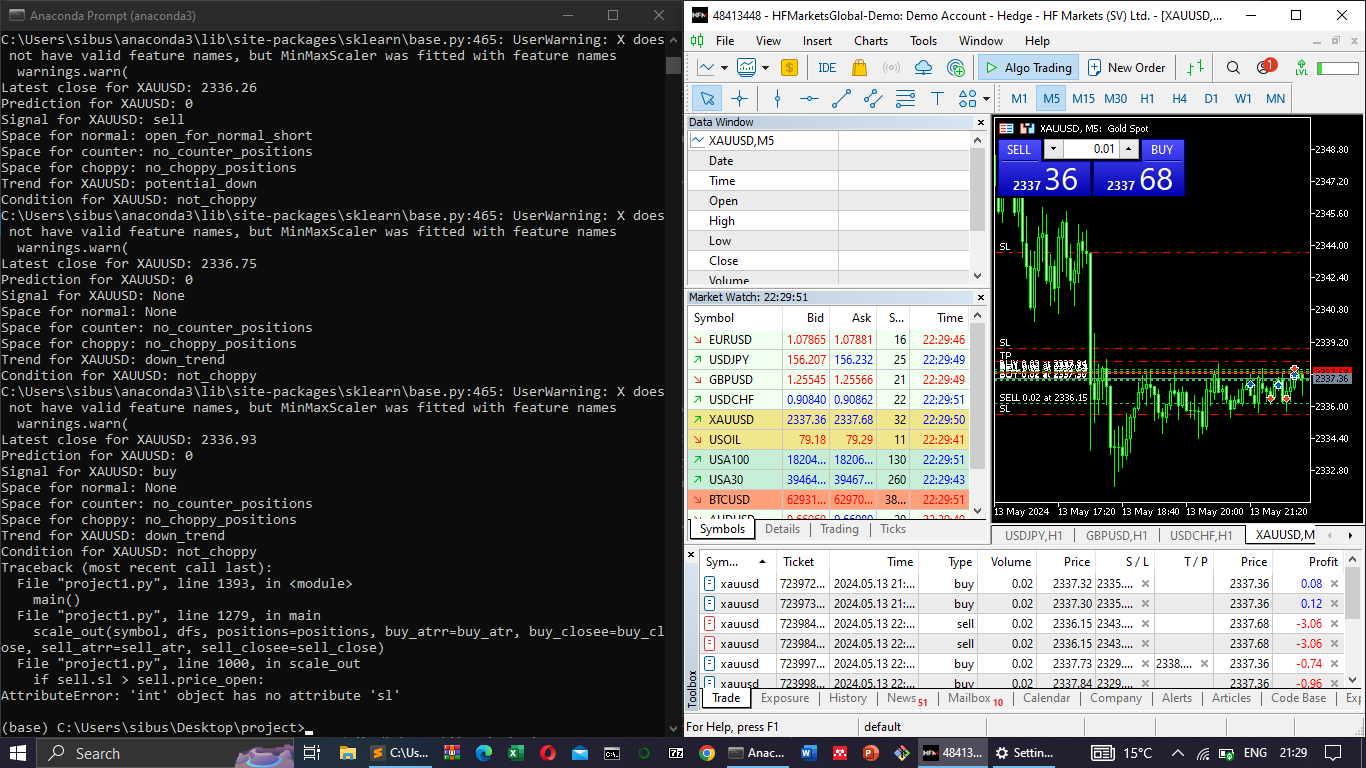 Anaconda Prompt (anaconda3)
C:\Users\sibus\anaconda3\lib\site-packages\sklearn\base.py:465: UserWarning: X does
not have valid feature names, but MinMaxScaler was fitted with feature names
warnings.warn(
Latest close for XAUUSD: 2336.26
Prediction for XAUUSD: 0
Signal for XAUUSD: sell
Space for normal: open_for_normal_short
Space for counter: no_counter_positions
Space for choppy: no_choppy_positions
Trend for XAUUSD: potential_down
Condition for XAUUSD: not_choppy
C:\Users\sibus\anaconda3\lib\site-packages\sklearn\base.py:465: UserWarning: X does
not have valid feature names, but MinMaxScaler was fitted with feature names
warnings.warn(
Latest close for XAUUSD: 2336.75
Prediction for XAUUSD: 0
Signal for XAUUSD: None
Space for normal: None
Space for counter: no_counter_positions
Space for choppy: no_choppy_positions
Trend for XAUUSD: down_trend
Condition for XAUUSD: not_choppy
C:\Users\sibus\anaconda3\lib\site-packages\sklearn\base.py:465: UserWarning: X does
not have valid feature names, but MinMaxScaler was fitted with feature names
warnings.warn(
Latest close for XAUUSD: 2336.93
Prediction for XAUUSD: 0
Signal for XAUUSD: buy
Space for normal: None
Space for counter: no_counter_positions
Space for choppy: no_choppy_positions
Trend for XAUUSD: down_trend
Condition for XAUUSD: not_choppy
Traceback (most recent call last):
File "project1.py", line 1393, in <module>
main()
File "project1.py", line 1279, in main
scale_out(symbol, dfs, positions=positions, buy_atrr=buy_atr, buy_closee=buy_cl
ose, sell_atrr=sell_atr, sell_closee=sell_close)
File "project1.py", line 1000, in scale_out
if sell.sl > sell.price_open:
AttributeError: 'int' object has no attribute 'sl'
(base) C:\Users\sibus\Desktop\project>
48413448 - HFMarketsGlobal-Demo: Demo Account - Hedge - HF Markets (SV) Ltd. - [XAUUSD,...
File View Insert Charts Tools Window Help
IDE Algo Trading New Order 1 LVL
M1 M5 M15 M30 H1 H4 D1 W1 MN
Data Window
XAUUSD,M5
Date
Time
Open
High
Low
Close
Volume
Market Watch: 22:29:51
Symbol Bid Ask S... Time
EURUSD 1.07865 1.07881 16 22:29:46
USDJPY 156.207 156.232 25 22:29:49
GBPUSD 1.25545 1.25566 21 22:29:49
USDCHF 0.90840 0.90862 22 22:29:51
XAUUSD 2337.36 2337.68 32 22:29:50
USOIL 79.18 79.29 11 22:29:41
USA100 18204... 18206... 130 22:29:51
USA30 39464... 39467... 260 22:29:43
BTCUSD 62931... 62970... 38... 22:29:51
Symbols Details Trading Ticks
XAUUSD, M5: Gold Spot
SELL 0.01 BUY
2337 36 2337 68
2348.80
2347.20
2345.60
2344.00
2342.40
2340.80
2339.20
2337.36
2336.00
2334.40
2332.80
SL
SL
TP
SELL 0.02 at 2336.15
SL
13 May 2024 13 May 17:20 13 May 18:40 13 May 20:00 13 May 21:20
USDJPY,H1 GBPUSD,H1 USDCHF,H1 XAUUSD,M
Sym... Ticket Time Type Volume Price S / L T / P Price Profit
xauusd 723972... 2024.05.13 21:... buy 0.02 2337.32 2335.... 2337.36 0.08
xauusd 723973... 2024.05.13 21:... buy 0.02 2337.30 2335.... 2337.36 0.12
xauusd 723984... 2024.05.13 22:... sell 0.02 2336.15 2343.... 2337.68 -3.06
xauusd 723984... 2024.05.13 22:... sell 0.02 2336.15 2343.... 2337.68 -3.06
xauusd 723997... 2024.05.13 22:... buy 0.02 2337.73 2329.... 2338.... 2337.36 -0.74
xauusd 723998... 2024.05.13 22:... buy 0.02 2337.84 2329.... 2337.36 -0.96
Toolbox
Trade Exposure History News 51 Mailbox 10 Calendar Company Alerts Articles Code Base Exp
For Help, press F1 default
Search C:\Us... Anac... 48413... Settin... 15°C ENG 21:29